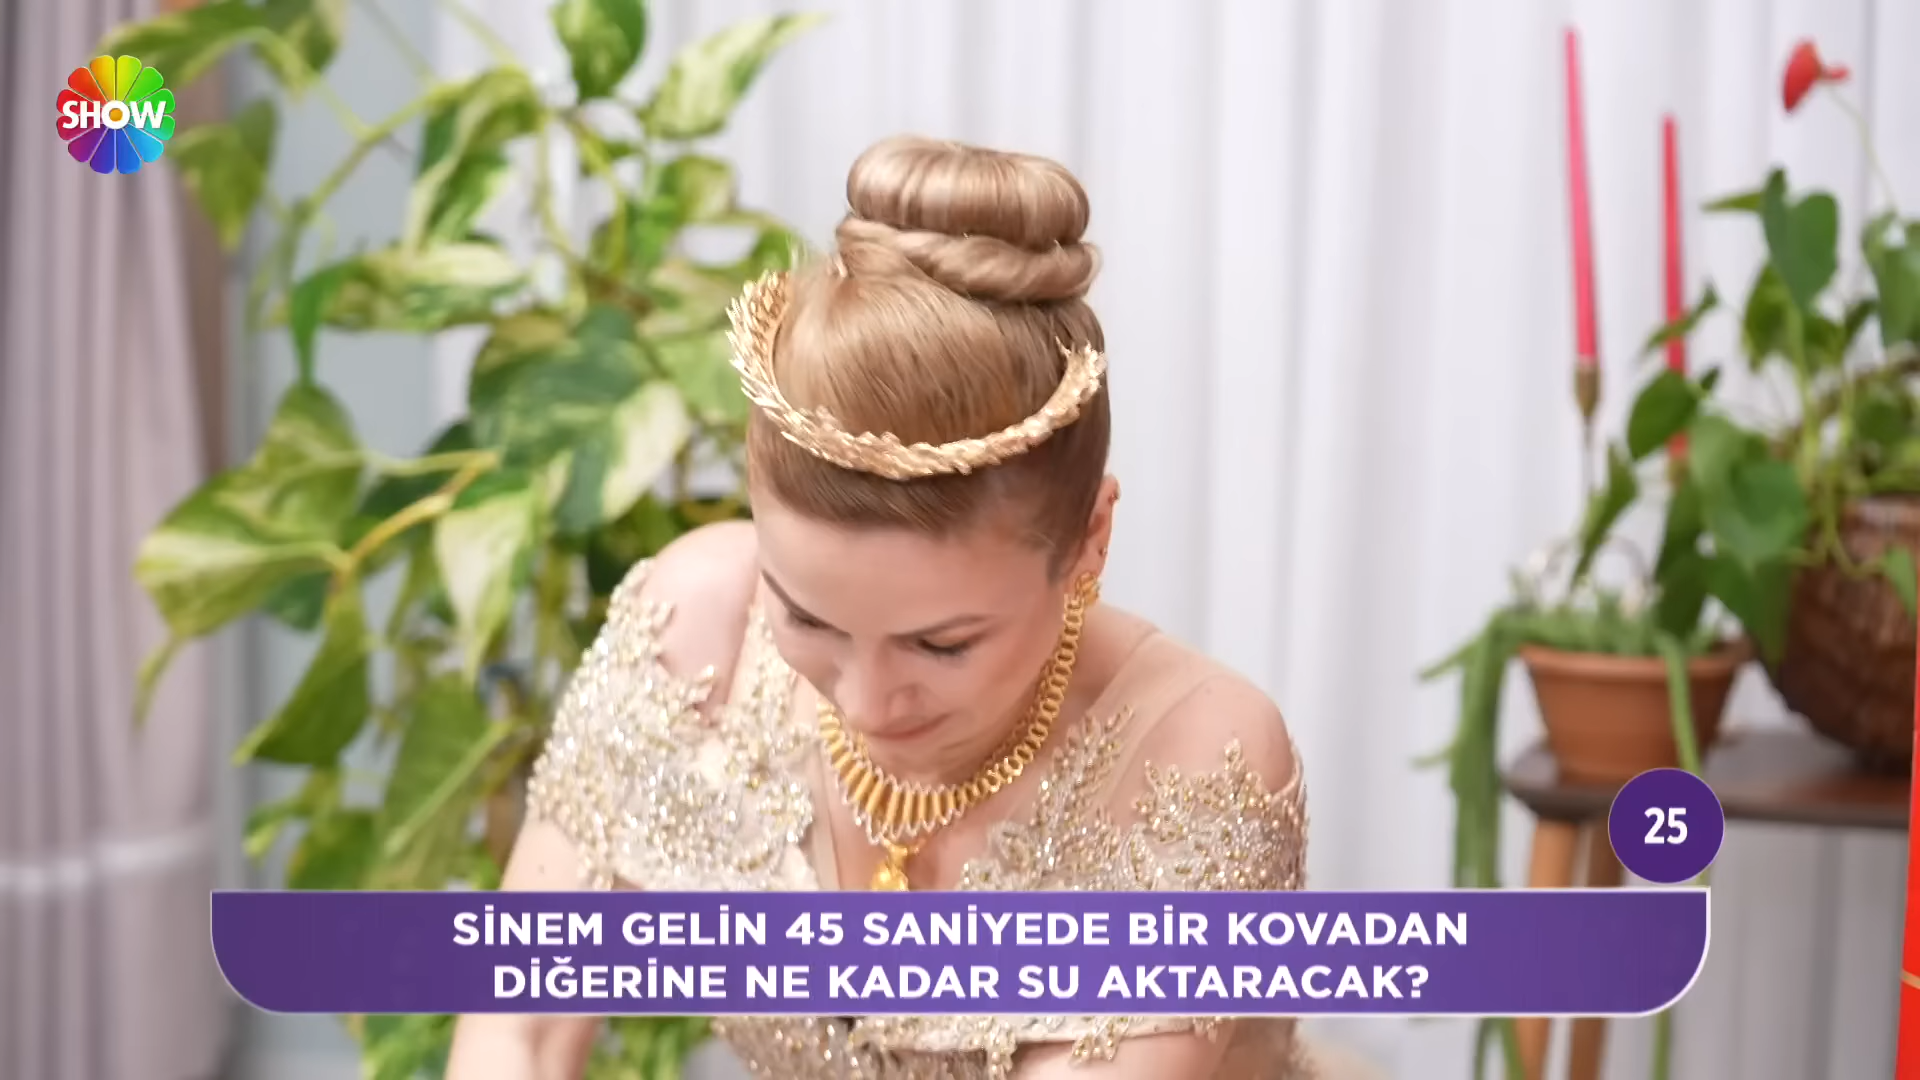 SHOW
25
SİNEM GELİN 45 SANİYEDE BİR KOVADAN
DİĞERİNE NE KADAR SU AKTARACAK?